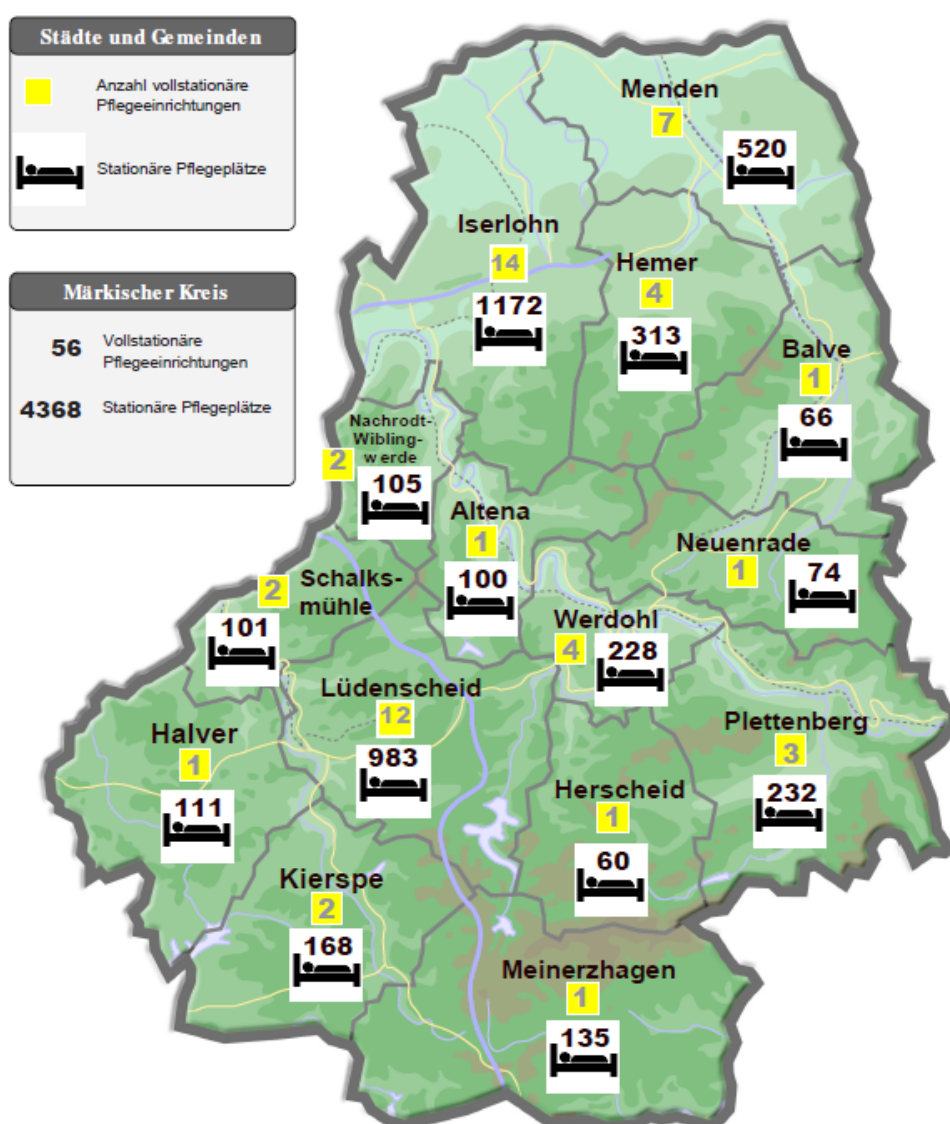 Städte und Gemeinden
Anzahl vollstationäre
Pflegeeinrichtungen
Stationäre Pflegeplätze
Märkischer Kreis
56 Vollstationäre
Pflegeeinrichtungen
4368 Stationäre Pflegeplätze
Menden
7
520
Iserlohn
14
1172
Hemer
4
313
Balve
1
66
Nachrodt-
Wibling-
werde
2
105
Altena
1
100
Neuenrade
1
74
Schalks-
mühle
2
101
Werdohl
4
228
Lüdenscheid
12
983
Plettenberg
3
232
Halver
1
111
Herscheid
1
60
Kierspe
2
168
Meinerzhagen
1
135